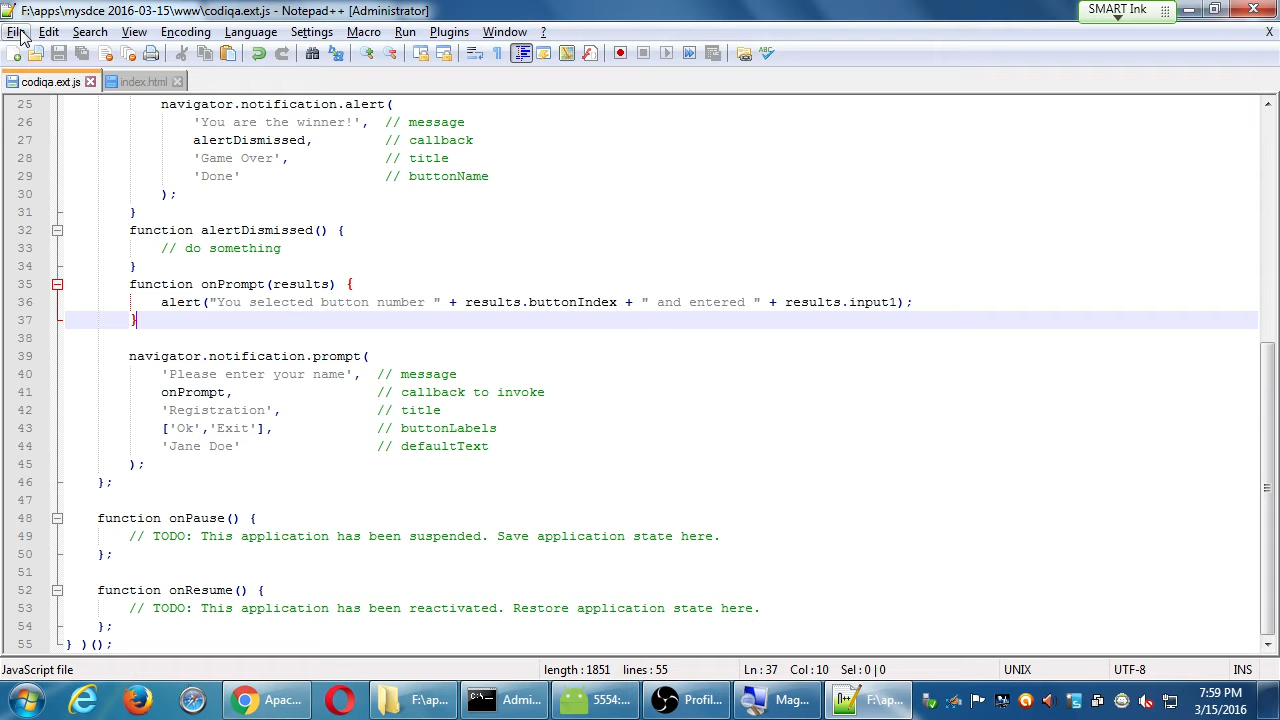 F:\apps\mysdce 2016-03-15\www\codiqa.ext.js - Notepad++ [Administrator]
SMART Ink
File Edit Search View Encoding Language Settings Macro Run Plugins Window ? X
codiqa.ext.js index.html
25 navigator.notification.alert(
26 'You are the winner!', // message
27 alertDismissed, // callback
28 'Game Over', // title
29 'Done' // buttonName
30 );
31 }
32 function alertDismissed() {
33 // do something
34 }
35 function onPrompt(results) {
36 alert("You selected button number " + results.buttonIndex + " and entered " + results.input1);
37 }
38
39 navigator.notification.prompt(
40 'Please enter your name', // message
41 onPrompt, // callback to invoke
42 'Registration', // title
43 ['Ok','Exit'], // buttonLabels
44 'Jane Doe' // defaultText
45 );
46 };
47
48 function onPause() {
49 // TODO: This application has been suspended. Save application state here.
50 };
51
52 function onResume() {
53 // TODO: This application has been reactivated. Restore application state here.
54 };
55 } )();
JavaScript file length : 1851 lines : 55 Ln : 37 Col : 10 Sel : 0 | 0 UNIX UTF-8 INS
Apac... F:\ap... Admi... 5554:... Profil... Mag... F:\ap... 7:59 PM
3/15/2016